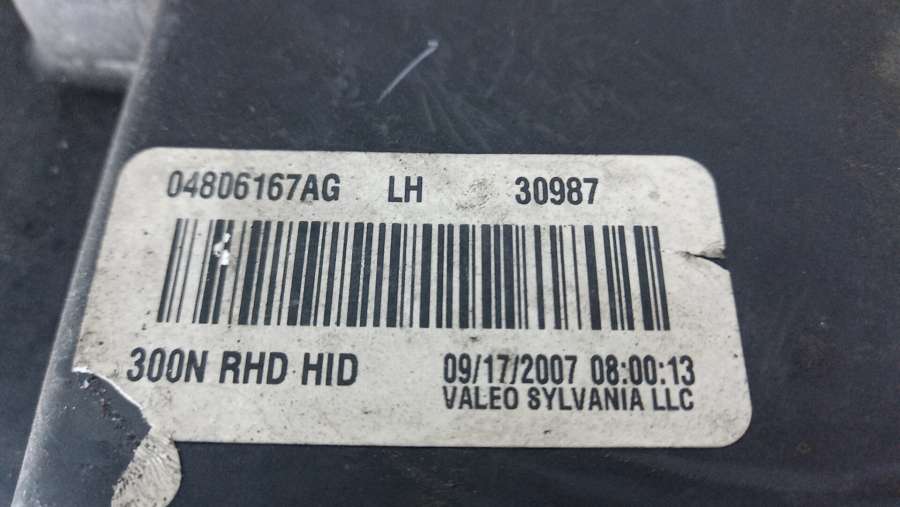 04806167AG LH 30987
300N RHD HID 09/17/2007 08:00:13
VALEO SYLVANIA LLC